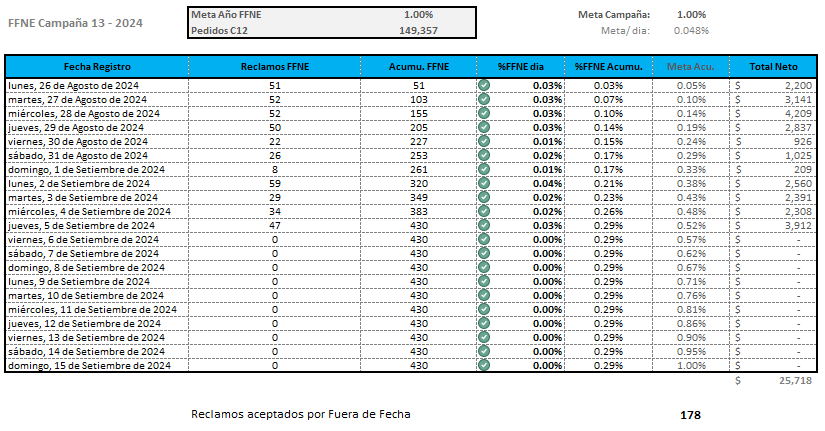 FFNE Campaña 13 - 2024
Meta Año FFNE 1.00%
Pedidos C12 149,357
Meta Campaña: 1.00%
Meta/ dia: 0.048%
Fecha Registro Reclamos FFNE Acumu. FFNE %FFNE dia %FFNE Acumu. Meta Acu. Total Neto
lunes, 26 de Agosto de 2024 51 51 0.03% 0.03% 0.05% $ 2,200
martes, 27 de Agosto de 2024 52 103 0.03% 0.07% 0.10% $ 3,141
miércoles, 28 de Agosto de 2024 52 155 0.03% 0.10% 0.14% $ 4,209
jueves, 29 de Agosto de 2024 50 205 0.03% 0.14% 0.19% $ 2,837
viernes, 30 de Agosto de 2024 22 227 0.01% 0.15% 0.24% $ 926
sábado, 31 de Agosto de 2024 26 253 0.02% 0.17% 0.29% $ 1,025
domingo, 1 de Setiembre de 2024 8 261 0.01% 0.17% 0.33% $ 209
lunes, 2 de Setiembre de 2024 59 320 0.04% 0.21% 0.38% $ 2,560
martes, 3 de Setiembre de 2024 29 349 0.02% 0.23% 0.43% $ 2,391
miércoles, 4 de Setiembre de 2024 34 383 0.02% 0.26% 0.48% $ 2,308
jueves, 5 de Setiembre de 2024 47 430 0.03% 0.29% 0.52% $ 3,912
viernes, 6 de Setiembre de 2024 0 430 0.00% 0.29% 0.57% $ -
sábado, 7 de Setiembre de 2024 0 430 0.00% 0.29% 0.62% $ -
domingo, 8 de Setiembre de 2024 0 430 0.00% 0.29% 0.67% $ -
lunes, 9 de Setiembre de 2024 0 430 0.00% 0.29% 0.71% $ -
martes, 10 de Setiembre de 2024 0 430 0.00% 0.29% 0.76% $ -
miércoles, 11 de Setiembre de 2024 0 430 0.00% 0.29% 0.81% $ -
jueves, 12 de Setiembre de 2024 0 430 0.00% 0.29% 0.86% $ -
viernes, 13 de Setiembre de 2024 0 430 0.00% 0.29% 0.90% $ -
sábado, 14 de Setiembre de 2024 0 430 0.00% 0.29% 0.95% $ -
domingo, 15 de Setiembre de 2024 0 430 0.00% 0.29% 1.00% $ -
$ 25,718
Reclamos aceptados por Fuera de Fecha 178